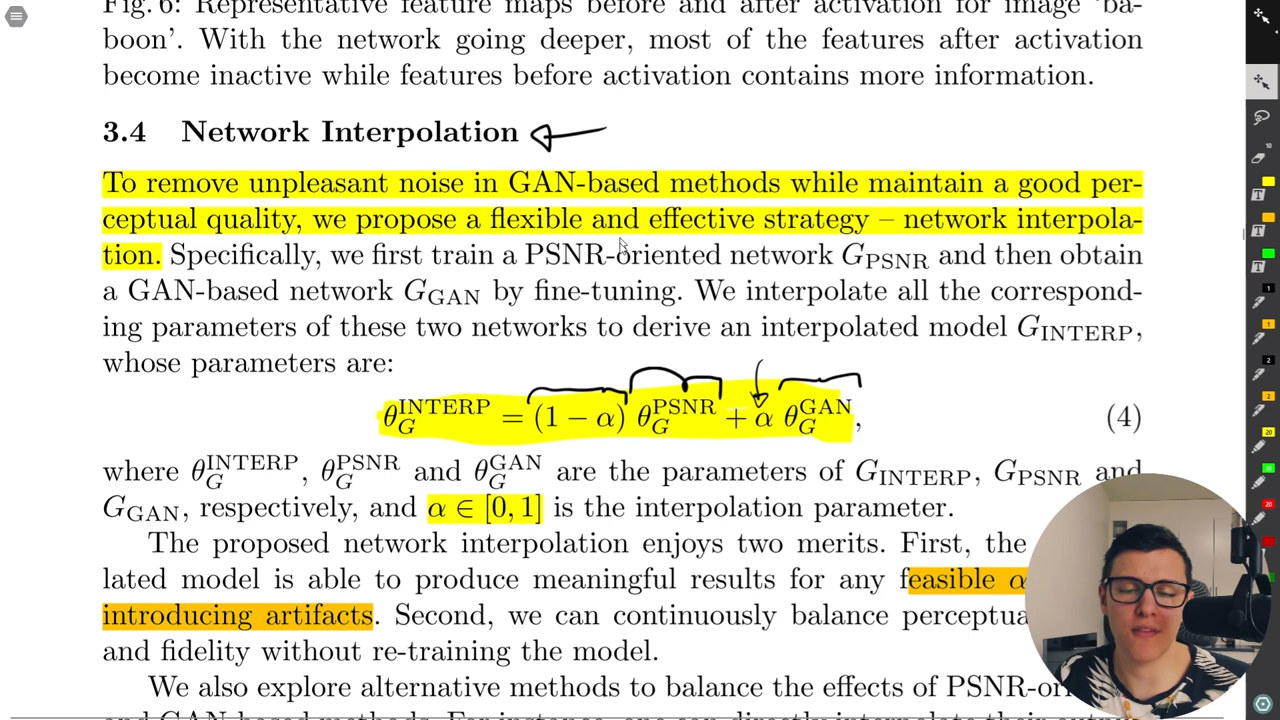 Fig. 6: Representative feature maps before and after activation for image 'ba-
boon'. With the network going deeper, most of the features after activation
become inactive while features before activation contains more information.
3.4 Network Interpolation
To remove unpleasant noise in GAN-based methods while maintain a good per-
ceptual quality, we propose a flexible and effective strategy – network interpola-
tion. Specifically, we first train a PSNR-oriented network G_PSNR and then obtain
a GAN-based network G_GAN by fine-tuning. We interpolate all the correspond-
ing parameters of these two networks to derive an interpolated model G_INTERP,
whose parameters are:
θ_G^INTERP = (1 − α) θ_G^PSNR + α θ_G^GAN, (4)
where θ_G^INTERP, θ_G^PSNR and θ_G^GAN are the parameters of G_INTERP, G_PSNR and
G_GAN, respectively, and α ∈ [0, 1] is the interpolation parameter.
The proposed network interpolation enjoys two merits. First, the
lated model is able to produce meaningful results for any feasible α
introducing artifacts. Second, we can continuously balance perceptua
and fidelity without re-training the model.
We also explore alternative methods to balance the effects of PSNR-or